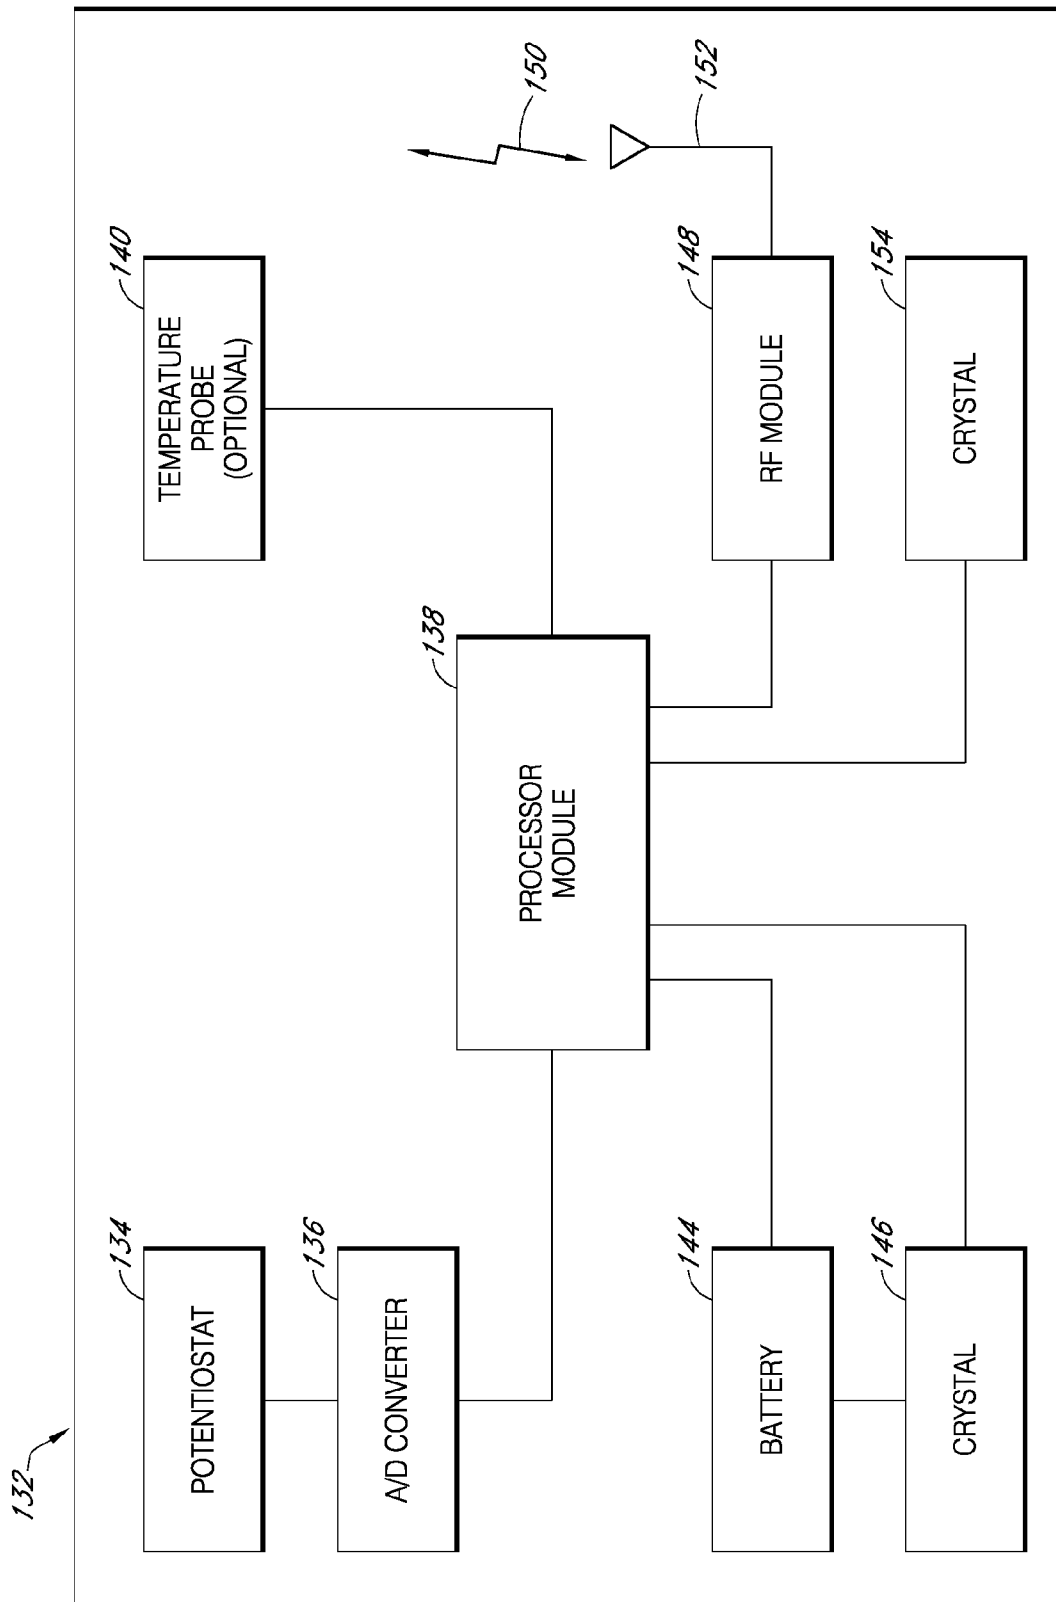 132
134
POTENTIOSTAT
136
A/D CONVERTER
138
PROCESSOR
MODULE
140
TEMPERATURE
PROBE
(OPTIONAL)
144
BATTERY
146
CRYSTAL
148
RF MODULE
150
152
154
CRYSTAL